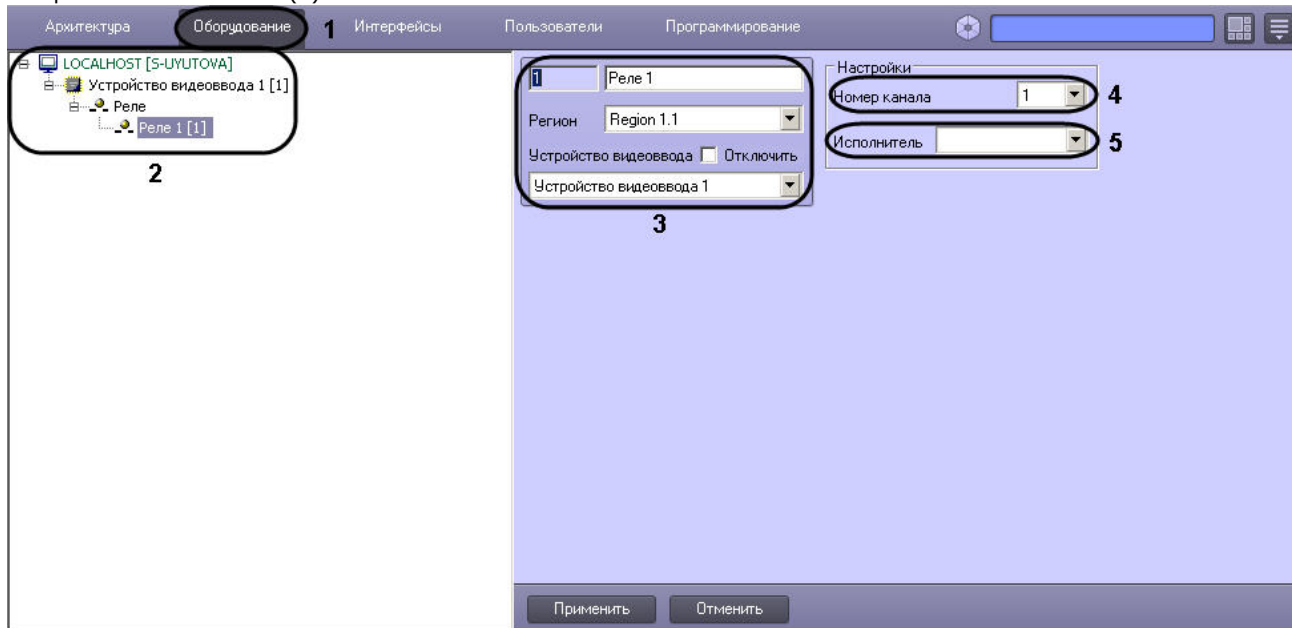 Архитектура Оборудование 1 Интерфейсы Пользователи Программирование
LOCALHOST [S-UYUTOVA]
Устройство видеоввода 1 [1]
Реле
Реле 1 [1]
2
1 Реле 1
Регион Region 1.1
Устройство видеоввода Отключить
Устройство видеоввода 1
3
Настройки
Номер канала 1 4
Исполнитель 5
Применить Отменить